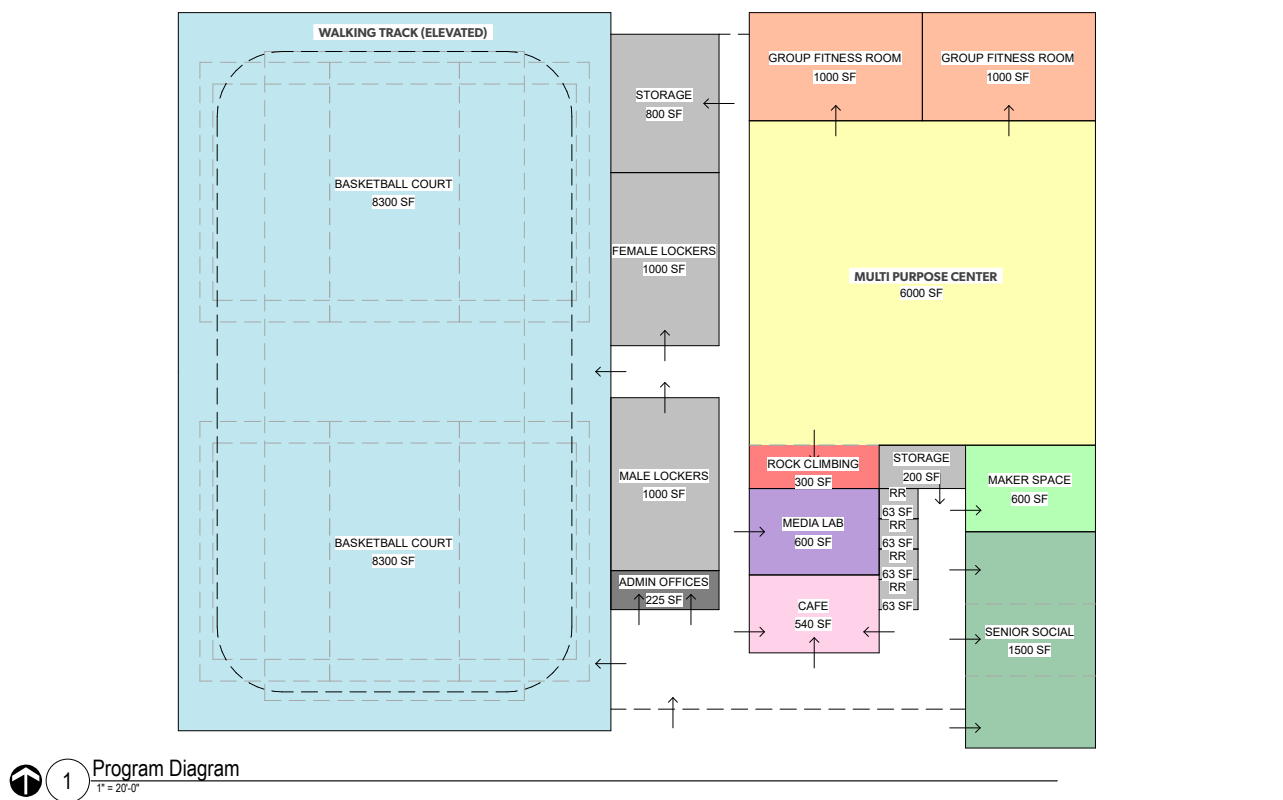 WALKING TRACK (ELEVATED)
BASKETBALL COURT
8300 SF
BASKETBALL COURT
8300 SF
STORAGE
800 SF
FEMALE LOCKERS
1000 SF
MALE LOCKERS
1000 SF
ADMIN OFFICES
225 SF
GROUP FITNESS ROOM
1000 SF
GROUP FITNESS ROOM
1000 SF
MULTI PURPOSE CENTER
6000 SF
ROCK CLIMBING
300 SF
STORAGE
200 SF
MAKER SPACE
600 SF
MEDIA LAB
600 SF
RR
63 SF
RR
63 SF
RR
63 SF
RR
63 SF
CAFE
540 SF
SENIOR SOCIAL
1500 SF
1
Program Diagram
1" = 20'-0"